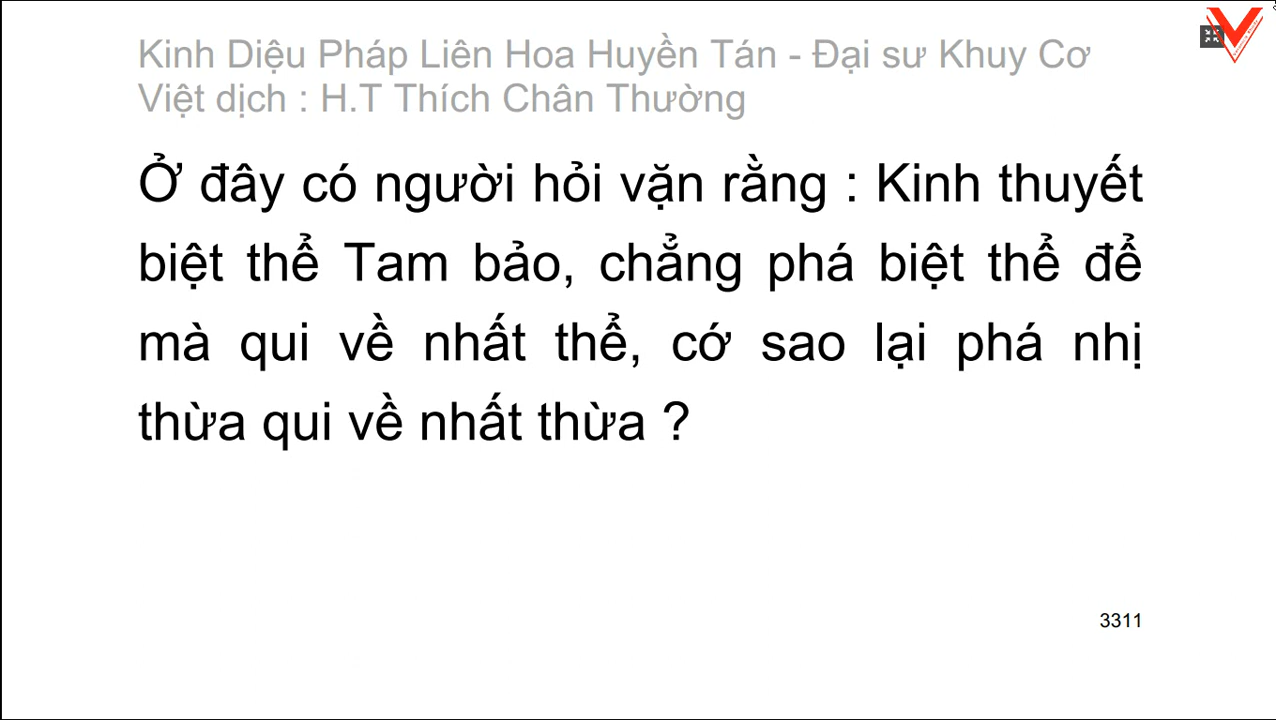 Kinh Diệu Pháp Liên Hoa Huyền Tán - Đại sư Khuy Cơ
Việt dịch : H.T Thích Chân Thường
Ở đây có người hỏi vặn rằng : Kinh thuyết
biệt thể Tam bảo, chẳng phá biệt thể để
mà qui về nhất thể, cớ sao lại phá nhị
thừa qui về nhất thừa ?
3311